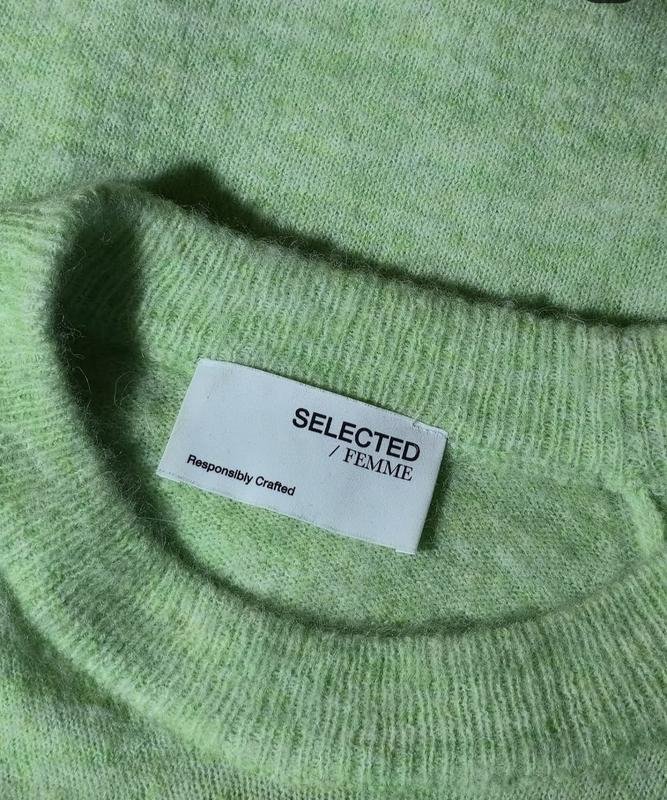 SELECTED
/ FEMME
Responsibly Crafted